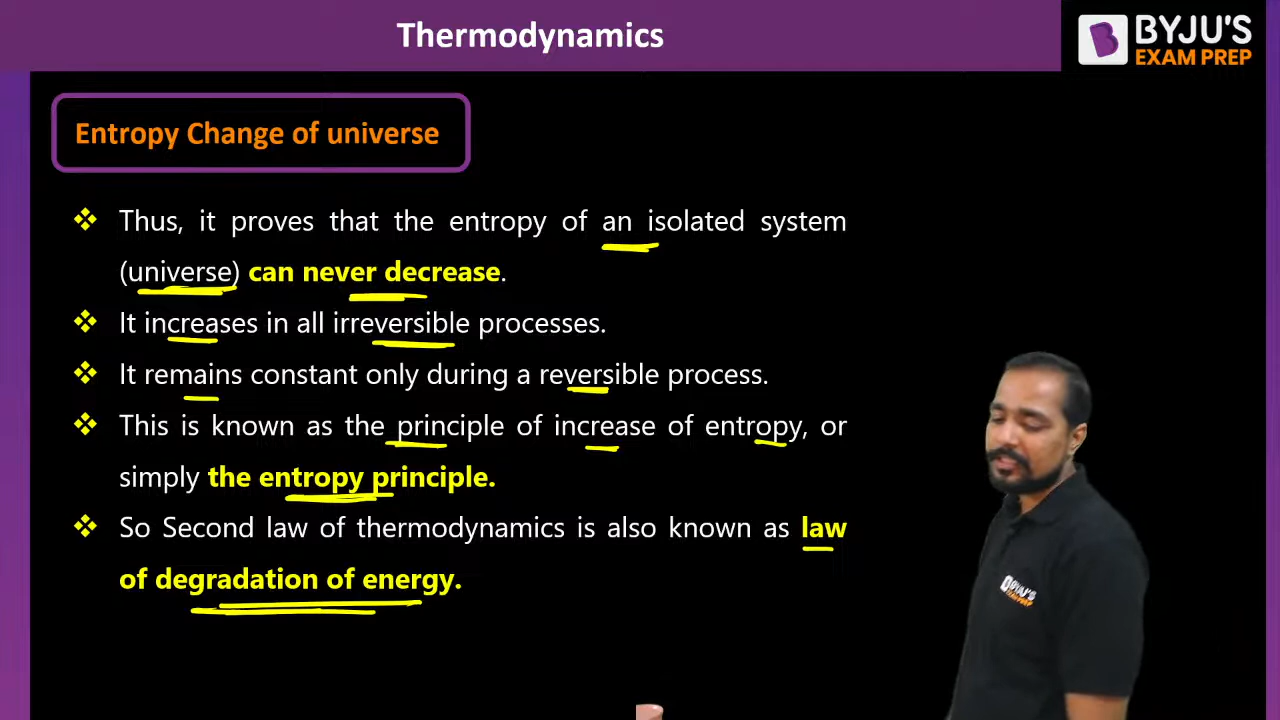 Thermodynamics
BYJU'S
EXAM PREP
Entropy Change of universe
Thus, it proves that the entropy of an isolated system
(universe) can never decrease.
It increases in all irreversible processes.
It remains constant only during a reversible process.
This is known as the principle of increase of entropy, or
simply the entropy principle.
So Second law of thermodynamics is also known as law
of degradation of energy.
BYJU'S
EXAM PREP